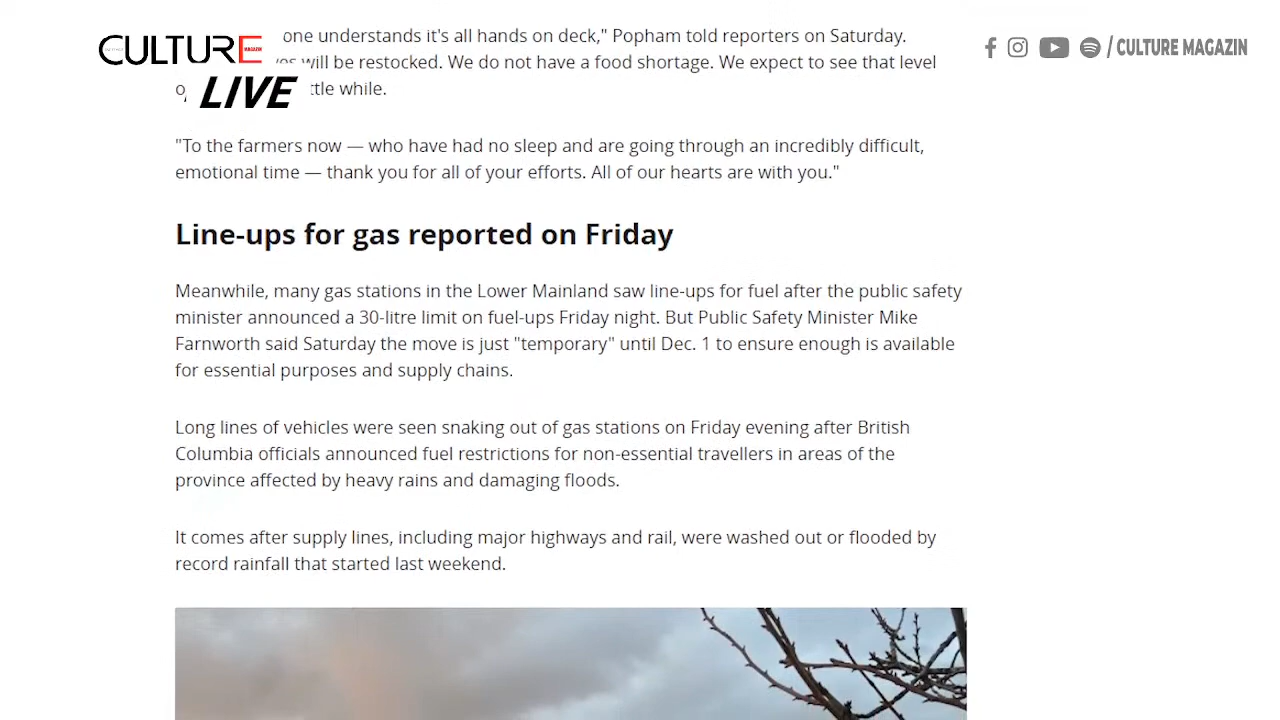 CULTURE
MAGAZIN
LIVE
/ CULTURE MAGAZIN
one understands it's all hands on deck," Popham told reporters on Saturday.
will be restocked. We do not have a food shortage. We expect to see that level
while.
"To the farmers now — who have had no sleep and are going through an incredibly difficult,
emotional time — thank you for all of your efforts. All of our hearts are with you."
Line-ups for gas reported on Friday
Meanwhile, many gas stations in the Lower Mainland saw line-ups for fuel after the public safety
minister announced a 30-litre limit on fuel-ups Friday night. But Public Safety Minister Mike
Farnworth said Saturday the move is just "temporary" until Dec. 1 to ensure enough is available
for essential purposes and supply chains.
Long lines of vehicles were seen snaking out of gas stations on Friday evening after British
Columbia officials announced fuel restrictions for non-essential travellers in areas of the
province affected by heavy rains and damaging floods.
It comes after supply lines, including major highways and rail, were washed out or flooded by
record rainfall that started last weekend.